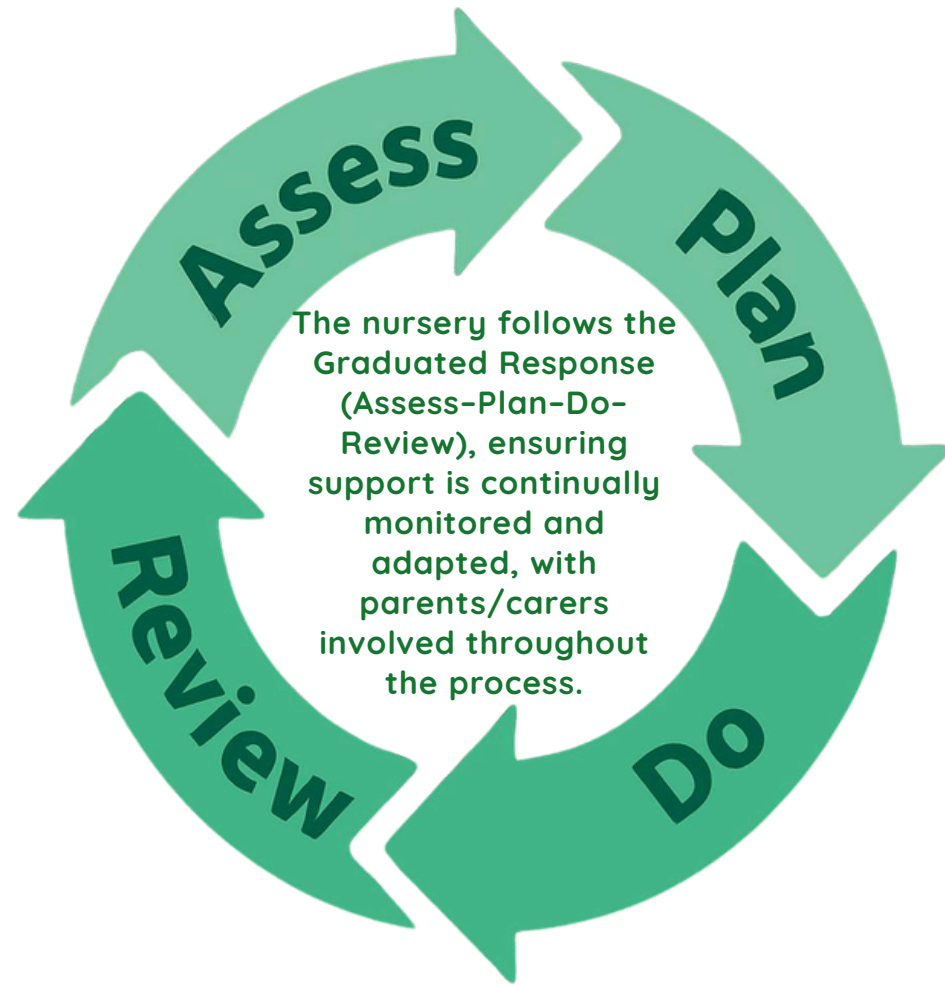 Assess
Plan
The nursery follows the
Graduated Response
(Assess–Plan–Do–
Review), ensuring
support is continually
monitored and
adapted, with
parents/carers
involved throughout
the process.
Do
Review